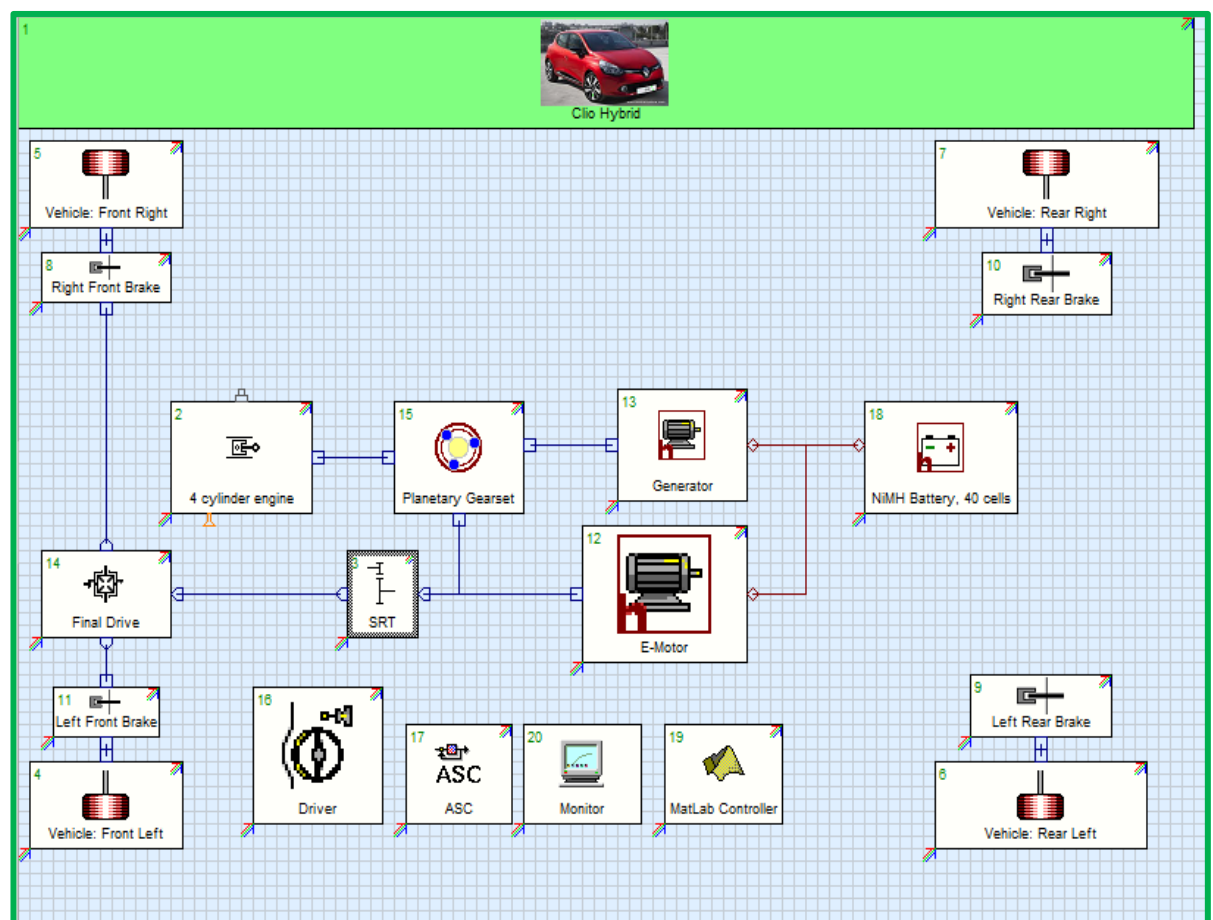 1
Clio Hybrid
5
Vehicle: Front Right
7
Vehicle: Rear Right
8
Right Front Brake
10
Right Rear Brake
2
4 cylinder engine
15
Planetary Gearset
13
Generator
18
NiMH Battery, 40 cells
14
Final Drive
3
SRT
12
E-Motor
11
Left Front Brake
16
Driver
17
ASC
ASC
20
Monitor
19
MatLab Controller
9
Left Rear Brake
4
Vehicle: Front Left
6
Vehicle: Rear Left